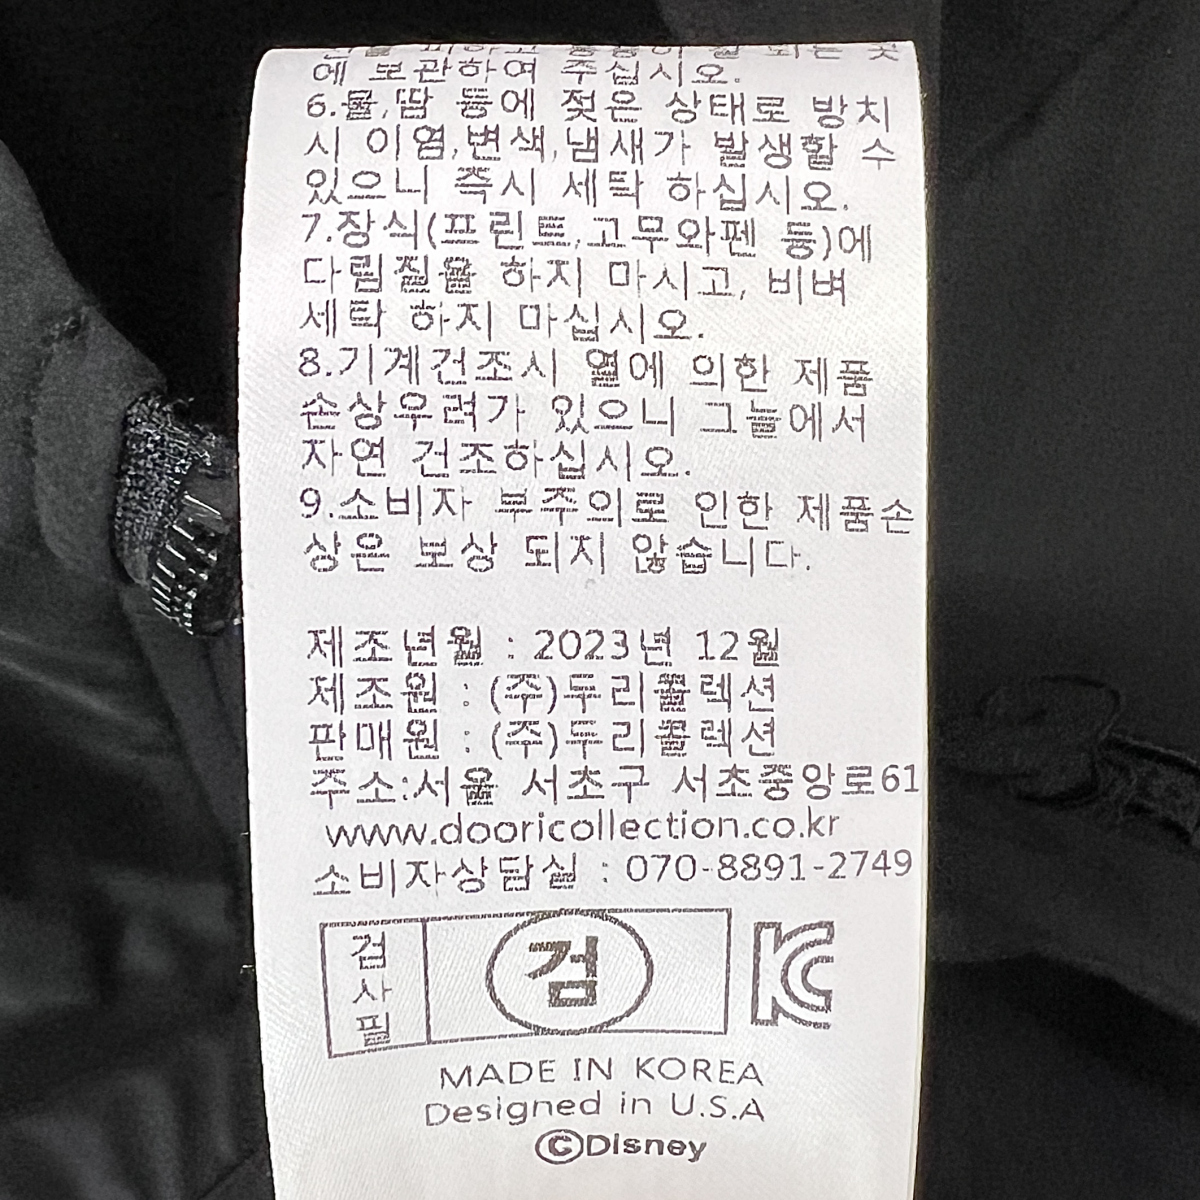 에 보관하여 주십시오.
6.물,땀 등에 젖은 상태로 방치
시 이염,변색,냄새가 발생할 수
있으니 즉시 세탁 하십시오.
7.장식(프린트,고무와펜 등)에
다림질을 하지 마시고, 비벼
세탁 하지 마십시오.
8.기계건조시 열에 의한 제품
손상우려가 있으니 그늘에서
자연 건조하십시오.
9.소비자 부주의로 인한 제품손
상은 보상 되지 않습니다.
제조년월 : 2023년 12월
제조원 : (주)두리콜렉션
판매원 : (주)두리콜렉션
주소:서울 서초구 서초중앙로61
www.dooricollection.co.kr
소비자상담실 : 070-8891-2749
검사필
검
KC
MADE IN KOREA
Designed in U.S.A
©Disney